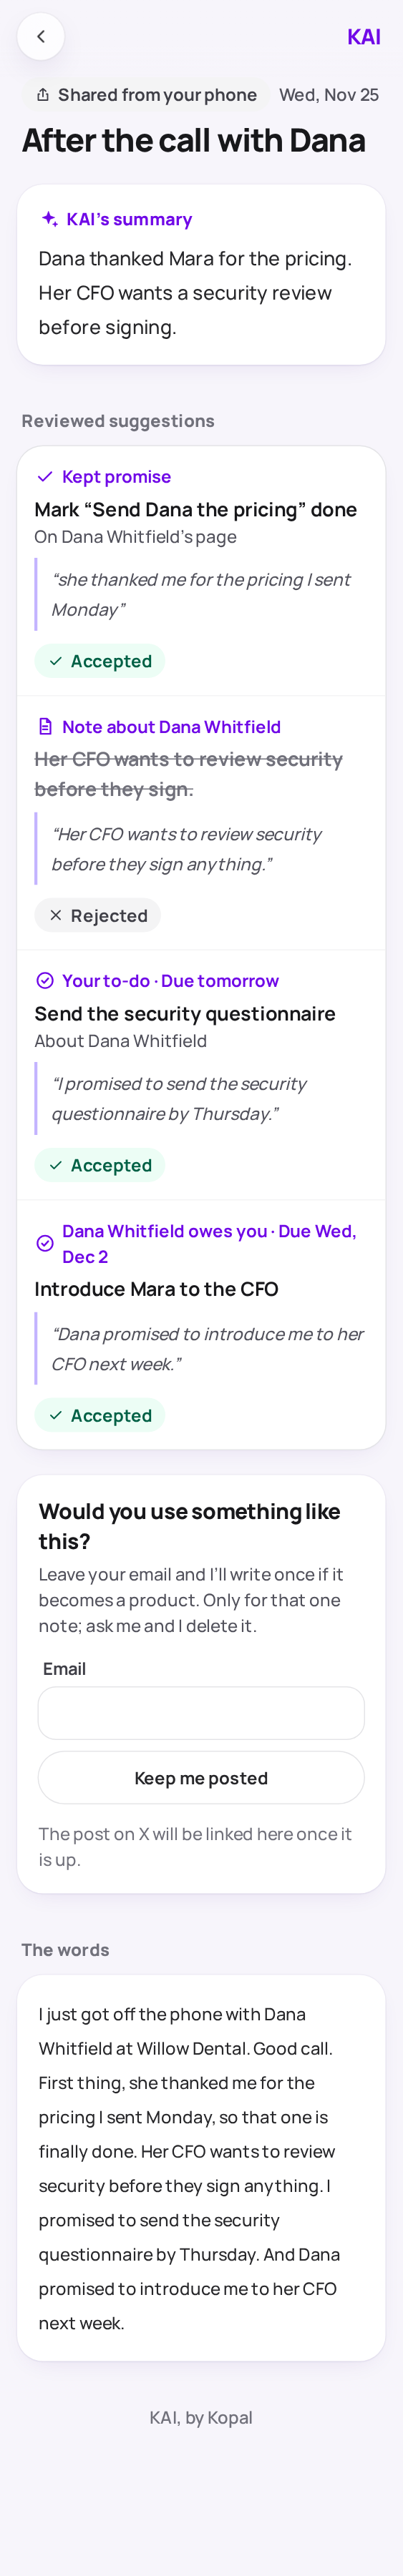 KAI
Shared from your phone
Wed, Nov 25
After the call with Dana
KAI’s summary
Dana thanked Mara for the pricing.
Her CFO wants a security review
before signing.
Reviewed suggestions
Kept promise
Mark “Send Dana the pricing” done
On Dana Whitfield’s page
“she thanked me for the pricing I sent
Monday”
Accepted
Note about Dana Whitfield
Her CFO wants to review security
before they sign.
“Her CFO wants to review security
before they sign anything.”
Rejected
Your to-do · Due tomorrow
Send the security questionnaire
About Dana Whitfield
“I promised to send the security
questionnaire by Thursday.”
Accepted
Dana Whitfield owes you · Due Wed,
Dec 2
Introduce Mara to the CFO
“Dana promised to introduce me to her
CFO next week.”
Accepted
Would you use something like
this?
Leave your email and I’ll write once if it
becomes a product. Only for that one
note; ask me and I delete it.
Email
Keep me posted
The post on X will be linked here once it
is up.
The words
I just got off the phone with Dana
Whitfield at Willow Dental. Good call.
First thing, she thanked me for the
pricing I sent Monday, so that one is
finally done. Her CFO wants to review
security before they sign anything. I
promised to send the security
questionnaire by Thursday. And Dana
promised to introduce me to her CFO
next week.
KAI, by Kopal